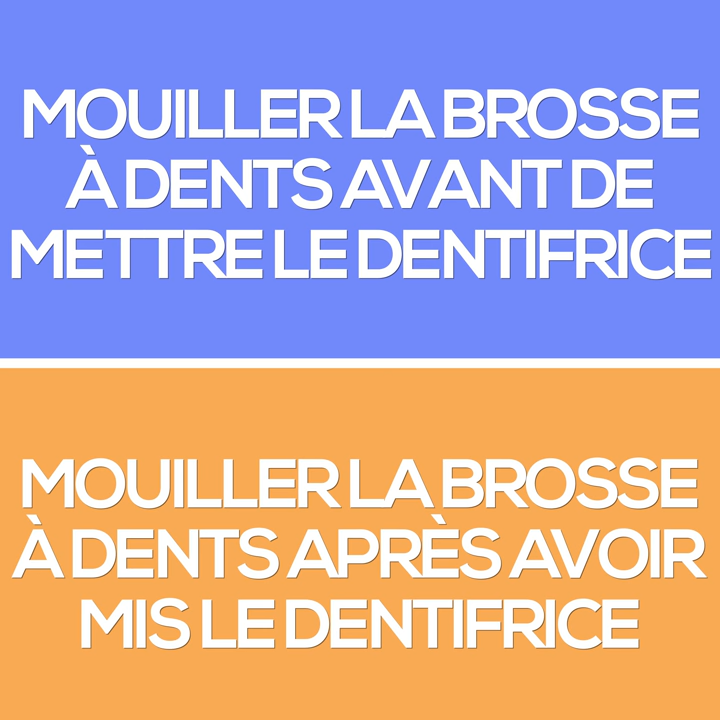 MOUILLER LA BROSSE
À DENTS AVANT DE
METTRE LE DENTIFRICE
MOUILLER LA BROSSE
À DENTS APRÈS AVOIR
MIS LE DENTIFRICE